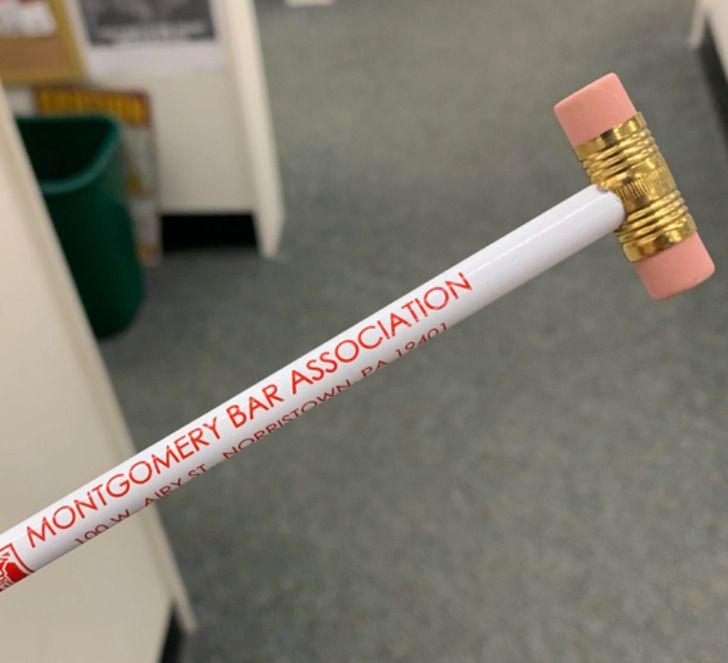 MONTGOMERY BAR ASSOCIATION
100 W. AIRY ST. NORRISTOWN, PA 19401